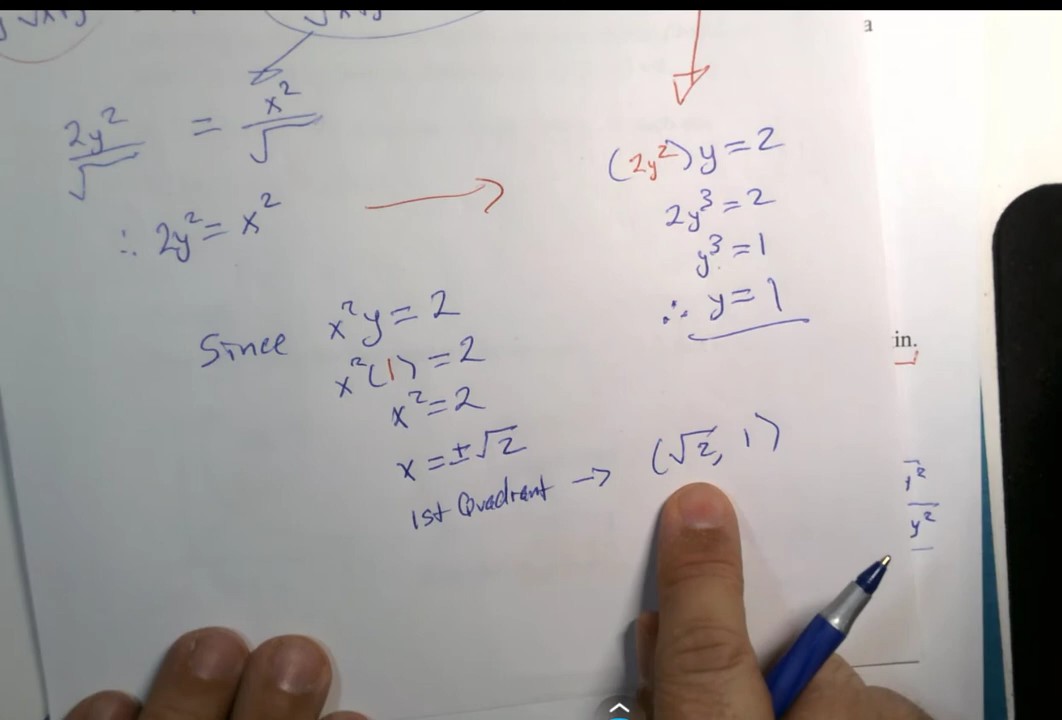 2y²/√ = x²/√
∴ 2y² = x²
(2y²)y = 2
2y³ = 2
y³ = 1
∴ y = 1
Since x²y = 2
x²(1) = 2
x² = 2
x = ±√2
1st Quadrant → (√2, 1)
a
in.
y²